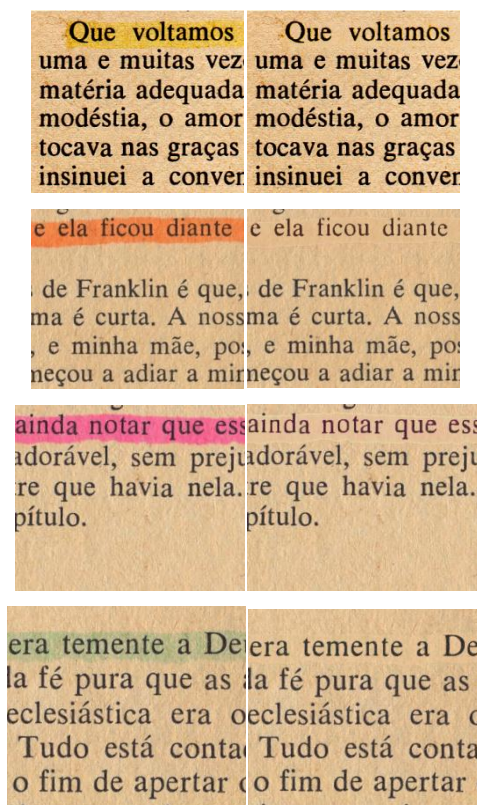 Que voltamos
uma e muitas vez
matéria adequada
modéstia, o amor
tocava nas graças
insinuei a conver
Que voltamos
uma e muitas vez
matéria adequada
modéstia, o amor
tocava nas graças
insinuei a conver
e ela ficou diante
de Franklin é que,
ma é curta. A noss
, e minha mãe, po
meçou a adiar a mir
e ela ficou diante
de Franklin é que,
ma é curta. A noss
, e minha mãe, po
meçou a adiar a mir
ainda notar que ess
adorável, sem preju
re que havia nela.
pítulo.
ainda notar que ess
adorável, sem preju
re que havia nela.
pítulo.
era temente a De
la fé pura que as
eclesiástica era o
Tudo está conta
o fim de apertar
era temente a De
la fé pura que as
eclesiástica era
Tudo está conta
o fim de apertar